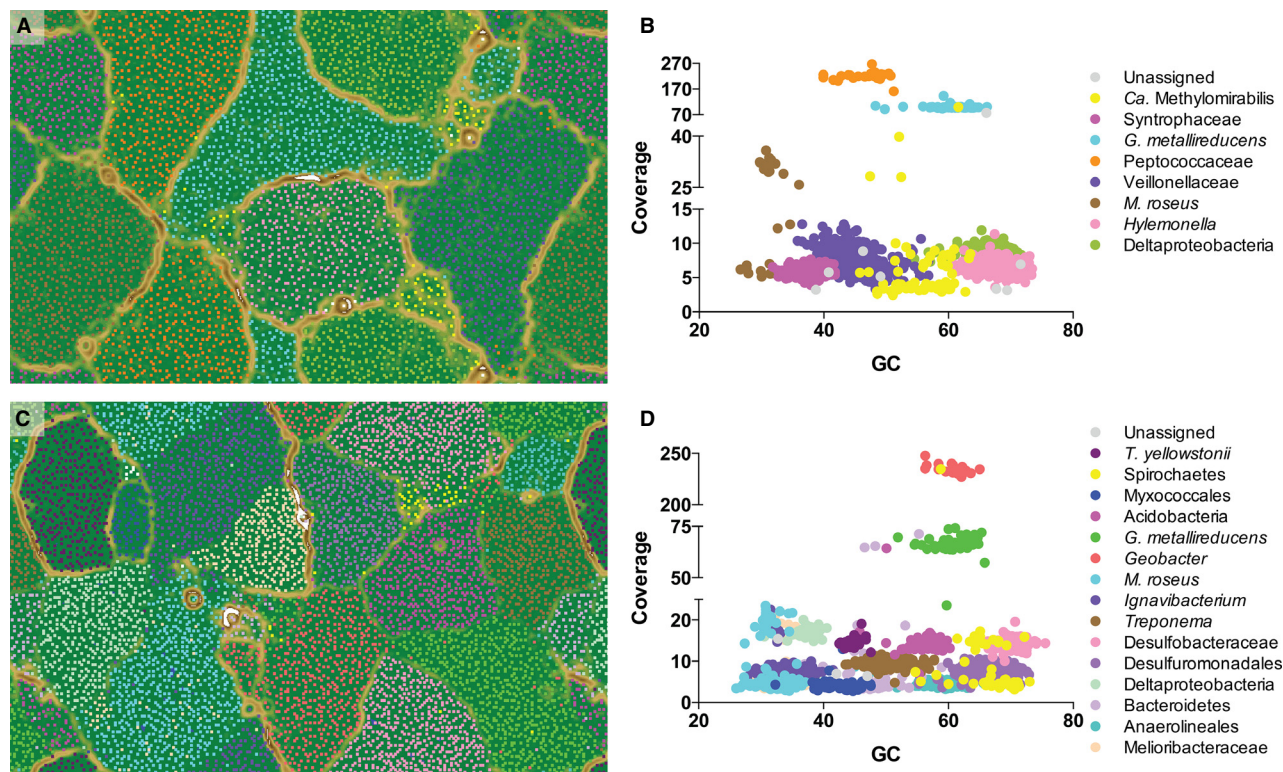 A
B
270
170
70
40
25
15
10
5
0
Coverage
20
40
60
80
GC
Unassigned
Ca. Methylomirabilis
Syntrophaceae
G. metallireducens
Peptococcaceae
Veillonellaceae
M. roseus
Hylemonella
Deltaproteobacteria
C
D
250
200
75
50
20
10
0
Coverage
20
40
60
80
GC
Unassigned
T. yellowstonii
Spirochaetes
Myxococcales
Acidobacteria
G. metallireducens
Geobacter
M. roseus
Ignavibacterium
Treponema
Desulfobacteraceae
Desulfuromonadales
Deltaproteobacteria
Bacteroidetes
Anaerolineales
Melioribacteraceae